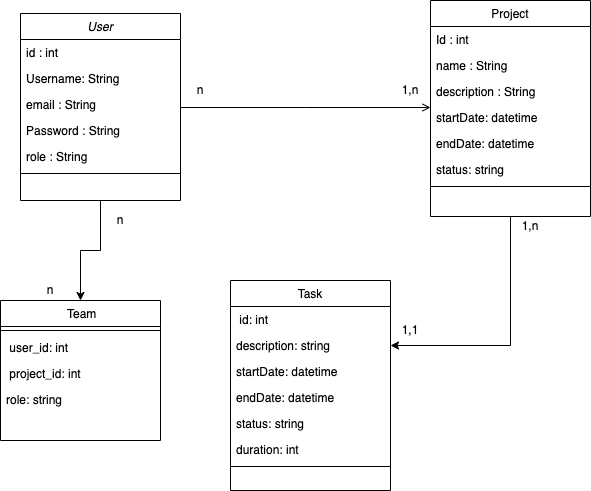 User
id : int
Username: String
email : String
Password : String
role : String
n
1,n
Project
Id : int
name : String
description : String
startDate: datetime
endDate: datetime
status: string
n
n
1,n
1,1
Team
user_id: int
project_id: int
role: string
Task
id: int
description: string
startDate: datetime
endDate: datetime
status: string
duration: int